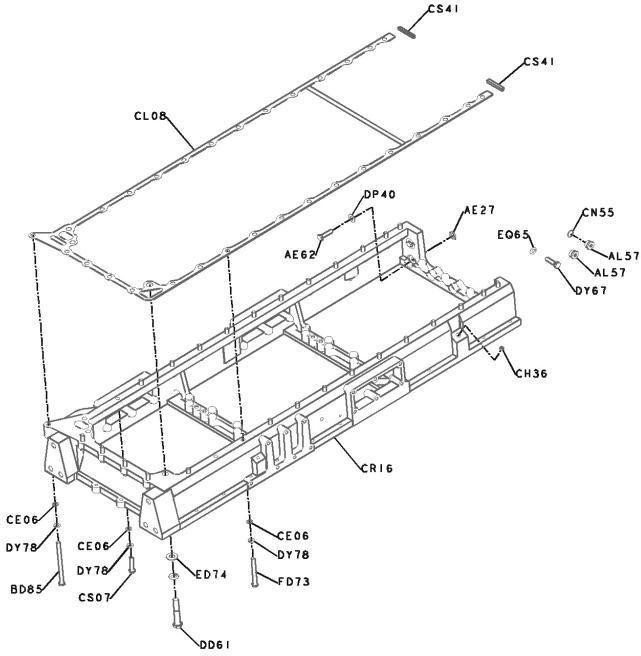 CS41
CS41
CL08
DP40
AE27
CN55
EQ65
AE62
AL57
AL57
DY67
CH36
CR16
CE06
CE06
CE06
DY78
DY78
DY78
ED74
BD85
FD73
CS07
DD61